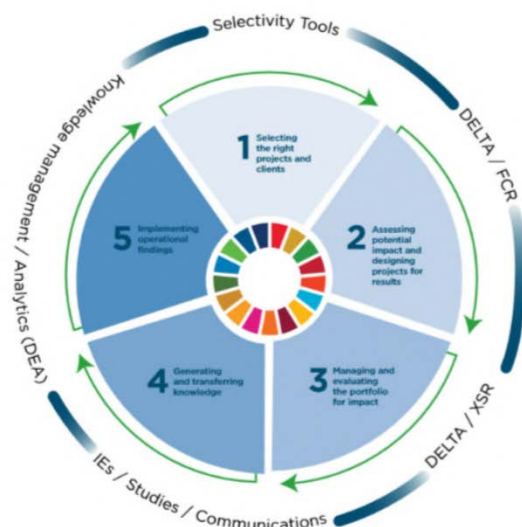 Selectivity Tools
DELTA / FCR
DELTA / XSR
IEs / Studies / Communications
Knowledge management / Analytics (DEA)
1 Selecting
the right
projects and
clients
2 Assessing
potential
impact and
designing
projects for
results
3 Managing and
evaluating
the portfolio
for impact
4 Generating
and transferring
knowledge
5 Implementing
operational
findings